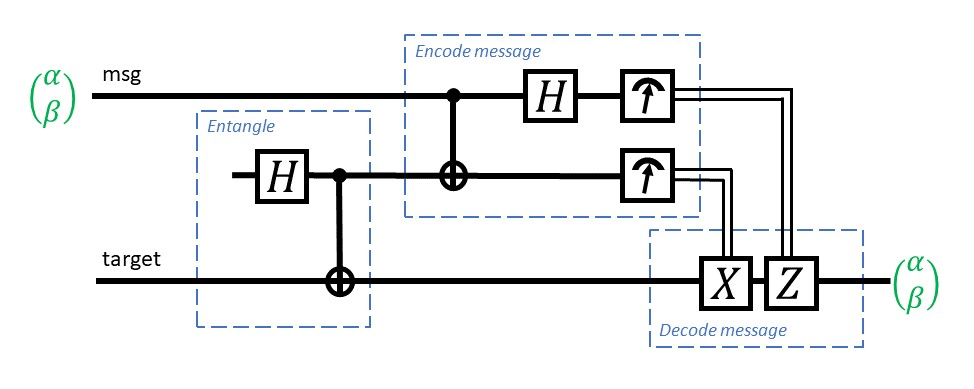 Encode message
msg
α
β
H
Entangle
H
target
X Z
α
β
Decode message